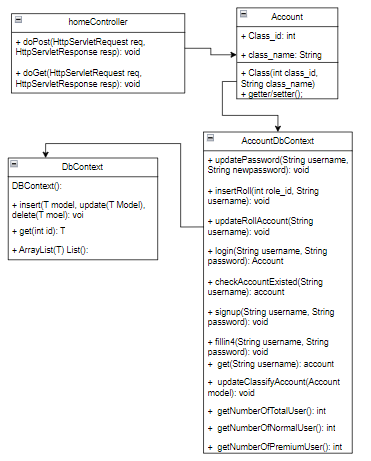 homeController
+ doPost(HttpServletRequest req,
HttpServletResponse resp): void
+ doGet(HttpServletRequest req,
HttpServletResponse resp): void
Account
+ Class_id: int
+ class_name: String
+ Class(int class_id,
String class_name)
+ getter/setter();
DbContext
DBContext():
+ insert(T model, update(T Model),
delete(T moel): voi
+ get(int id): T
+ ArrayList(T) List():
AccountDbContext
+ updatePassword(String username,
String newpassword): void
+ insertRoll(int role_id, String
username): void
+ updateRollAccount(String
username): void
+ login(String username, String
password): Account
+ checkAccountExisted(String
username): account
+ signup(String username, String
password): void
+ fillin4(String username, String
password): void
+ get(String username): account
+ updateClassifyAccount(Account
model): void
+ getNumberOfTotalUser(): int
+ getNumberOfNormalUser(): int
+ getNumberOfPremiumUser(): int